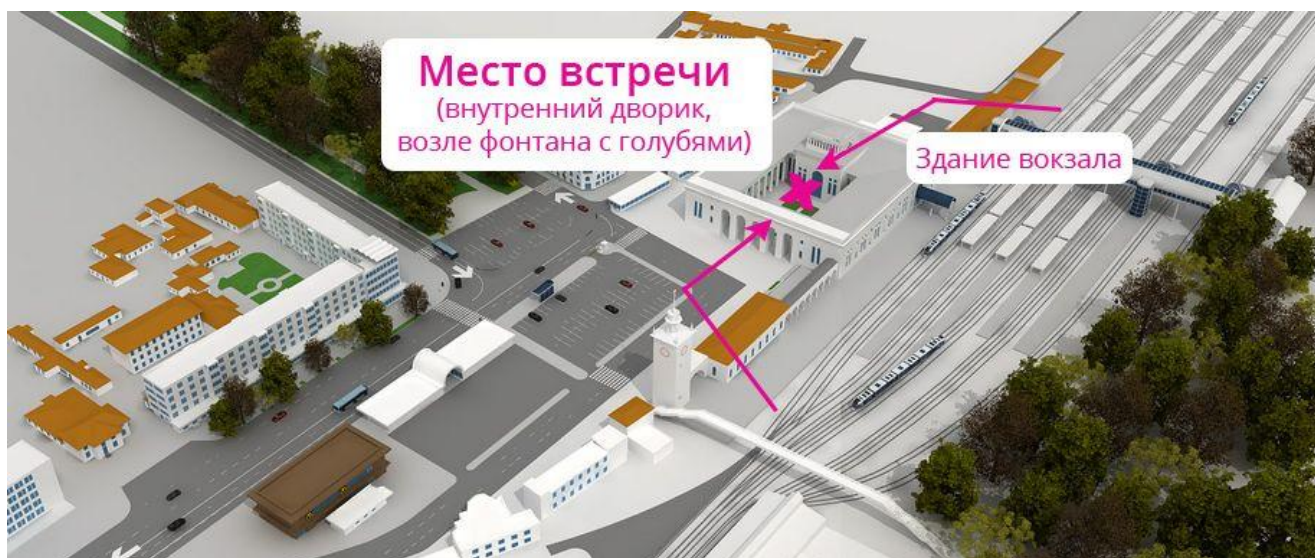 Место встречи
(внутренний дворик,
возле фонтана с голубями)
Здание вокзала